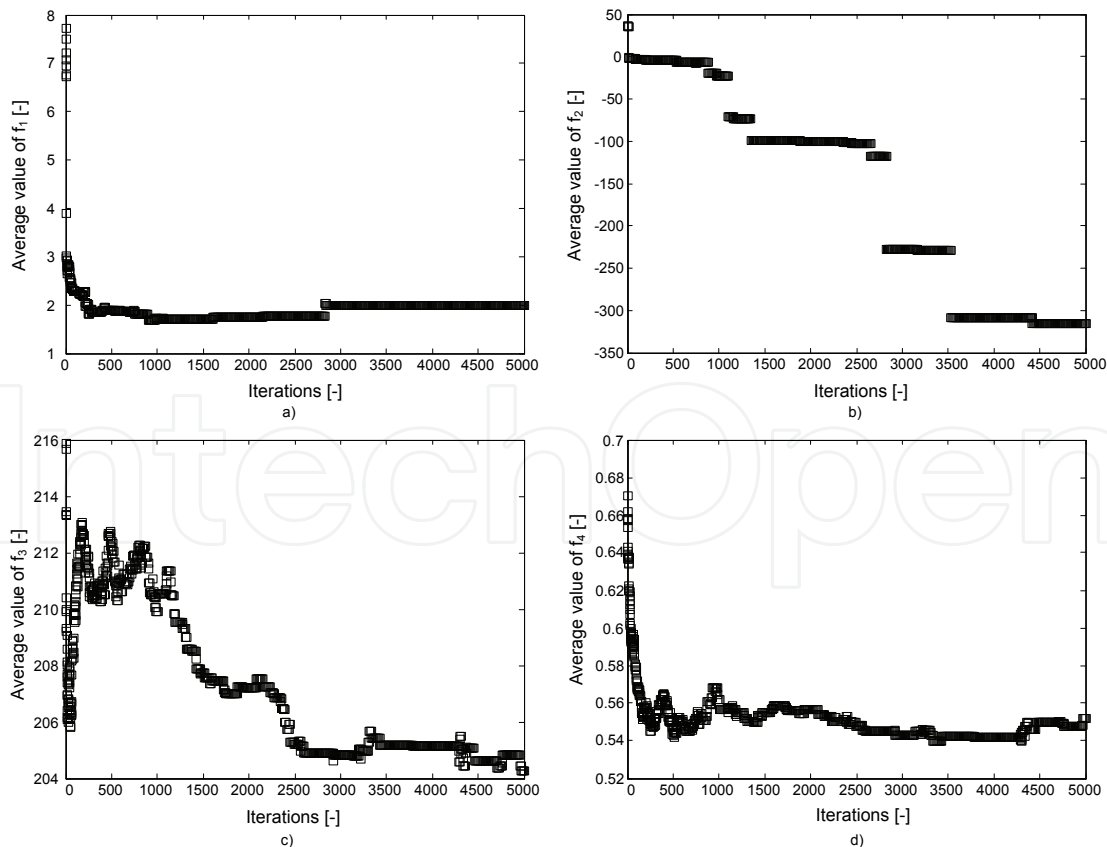 8
7
6
5
4
3
2
1
Average value of f1 [-]
0 500 1000 1500 2000 2500 3000 3500 4000 4500 5000
Iterations [-]
a)
50
0
-50
-100
-150
-200
-250
-300
-350
Average value of f2 [-]
0 500 1000 1500 2000 2500 3000 3500 4000 4500 5000
Iterations [-]
b)
216
214
212
210
208
206
204
Average value of f3 [-]
0 500 1000 1500 2000 2500 3000 3500 4000 4500 5000
Iterations [-]
c)
0.7
0.68
0.66
0.64
0.62
0.6
0.58
0.56
0.54
0.52
Average value of f4 [-]
0 500 1000 1500 2000 2500 3000 3500 4000 4500 5000
Iterations [-]
d)
IntechOpen